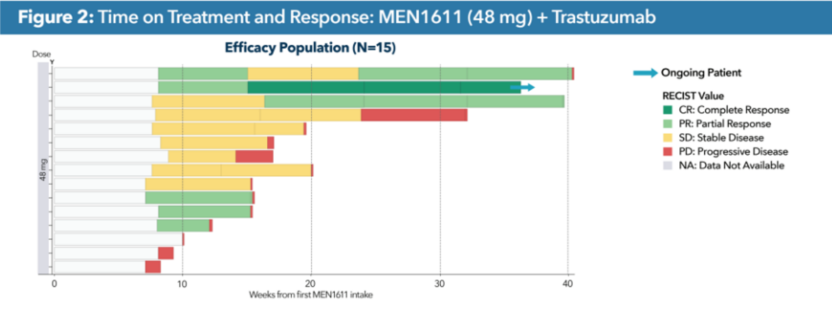 Figure 2: Time on Treatment and Response: MEN1611 (48 mg) + Trastuzumab
Efficacy Population (N=15)
Dose
48 mg
0 10 20 30 40
Weeks from first MEN1611 intake
Ongoing Patient
RECIST Value
CR: Complete Response
PR: Partial Response
SD: Stable Disease
PD: Progressive Disease
NA: Data Not Available